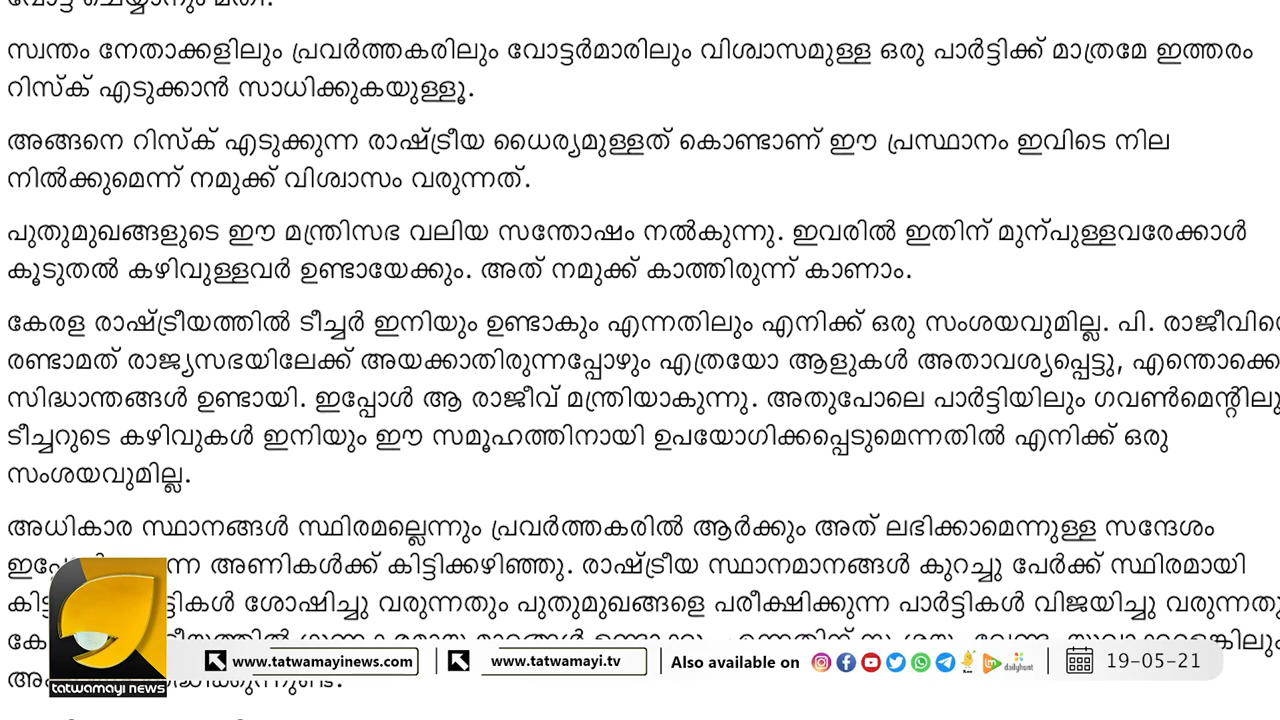 വോട്ട് ചെയ്യാനും മതി.
സ്വന്തം നേതാക്കളിലും പ്രവർത്തകരിലും വോട്ടർമാരിലും വിശ്വാസമുള്ള ഒരു പാർട്ടിക്ക് മാത്രമേ ഇത്തരം
റിസ്ക് എടുക്കാൻ സാധിക്കുകയുള്ളൂ.
അങ്ങനെ റിസ്ക് എടുക്കുന്ന രാഷ്ട്രീയ ധൈര്യമുള്ളത് കൊണ്ടാണ് ഈ പ്രസ്ഥാനം ഇവിടെ നില
നിൽക്കുമെന്ന് നമുക്ക് വിശ്വാസം വരുന്നത്.
പുതുമുഖങ്ങളുടെ ഈ മന്ത്രിസഭ വലിയ സന്തോഷം നൽകുന്നു. ഇവരിൽ ഇതിന് മുന്പുള്ളവരേക്കാൾ
കൂടുതൽ കഴിവുള്ളവർ ഉണ്ടായേക്കും. അത് നമുക്ക് കാത്തിരുന്ന് കാണാം.
കേരള രാഷ്ട്രീയത്തിൽ ടീച്ചർ ഇനിയും ഉണ്ടാകും എന്നതിലും എനിക്ക് ഒരു സംശയവുമില്ല. പി.
രണ്ടാമത് രാജ്യസഭയിലേക്ക് അയക്കാതിരുന്നപ്പോഴും എത്രയോ ആളുകൾ അതാവശ്യപ്പെട്ടു, എന്തൊക്കെ
സിദ്ധാന്തങ്ങൾ ഉണ്ടായി. ഇപ്പോൾ ആ രാജീവ് മന്ത്രിയാകുന്നു. അതുപോലെ പാർട്ടിയിലും
ടീച്ചറുടെ കഴിവുകൾ ഇനിയും ഈ സമൂഹത്തിനായി ഉപയോഗിക്കപ്പെടുമെന്നതിൽ എനിക്ക് ഒരു
സംശയവുമില്ല.
അധികാര സ്ഥാനങ്ങൾ സ്ഥിരമല്ലെന്നും പ്രവർത്തകരിൽ ആർക്കും അത് ലഭിക്കാമെന്നുള്ള സന്ദേശം
അണികൾക്ക് കിട്ടിക്കഴിഞ്ഞു. രാഷ്ട്രീയ സ്ഥാനമാനങ്ങൾ കുറച്ചു പേർക്ക് സ്ഥിരമായി
ശോഷിച്ചു വരുന്നതും പുതുമുഖങ്ങളെ പരീക്ഷിക്കുന്ന പാർട്ടികൾ വിജയിച്ചു
tatwamayi news
www.tatwamayinews.com
www.tatwamayi.tv
Also available on
dailyhunt
19-05-21